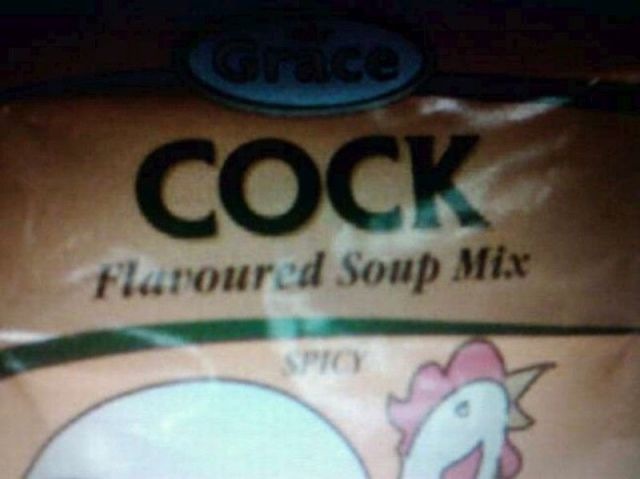 Grace
COCK
Flavoured Soup Mix
SPICY